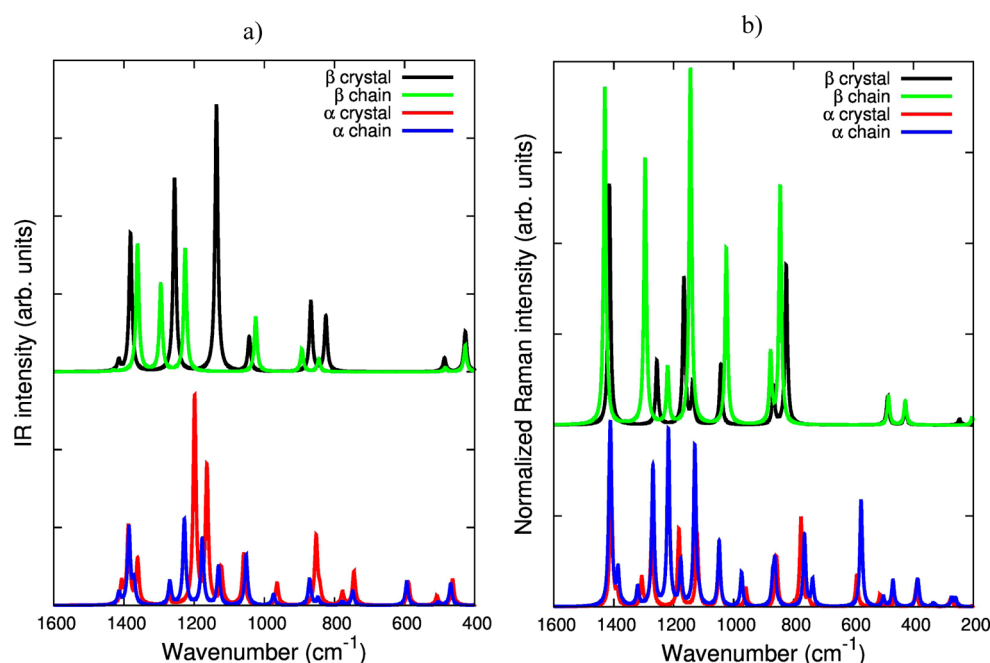 a)
b)
β crystal
β chain
α crystal
α chain
IR intensity (arb. units)
1600 1400 1200 1000 800 600 400
Wavenumber (cm⁻¹)
β crystal
β chain
α crystal
α chain
Normalized Raman intensity (arb. units)
1600 1400 1200 1000 800 600 400 200
Wavenumber (cm⁻¹)